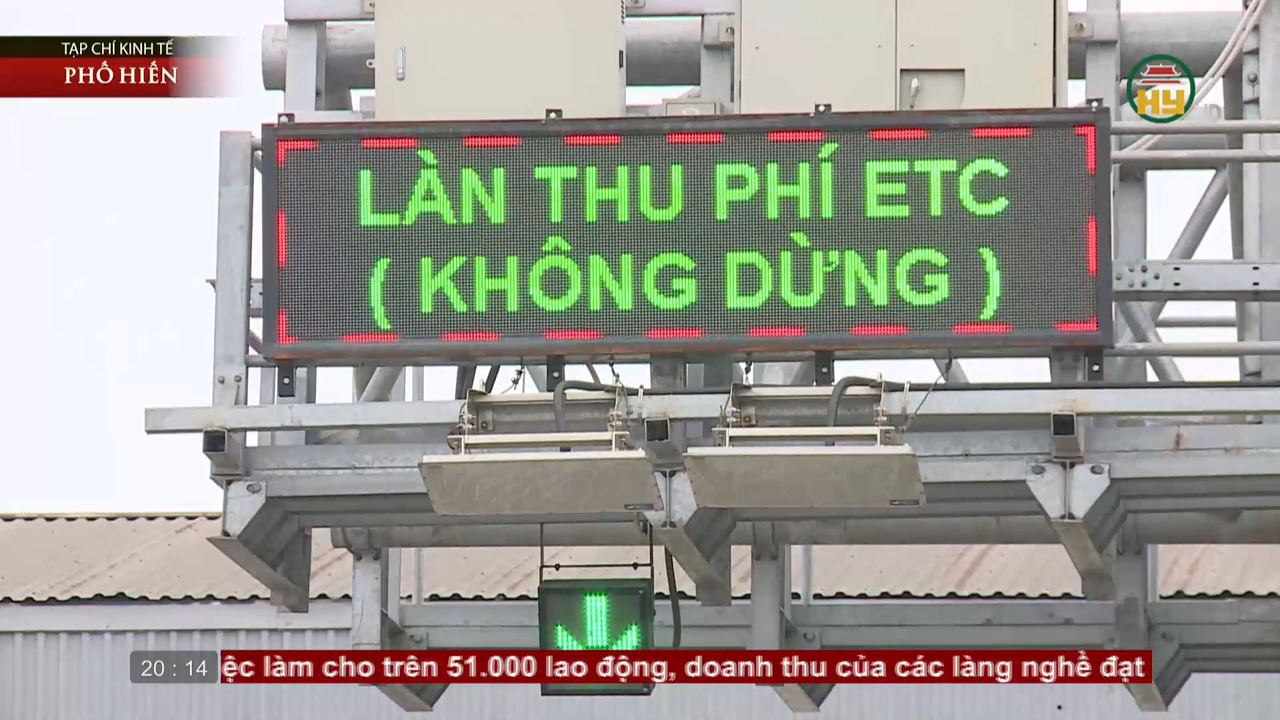 TẠP CHÍ KINH TẾ
PHỐ HIẾN
HY
LÀN THU PHÍ ETC
( KHÔNG DỪNG )
20 : 14
ệc làm cho trên 51.000 lao động, doanh thu của các làng nghề đạt